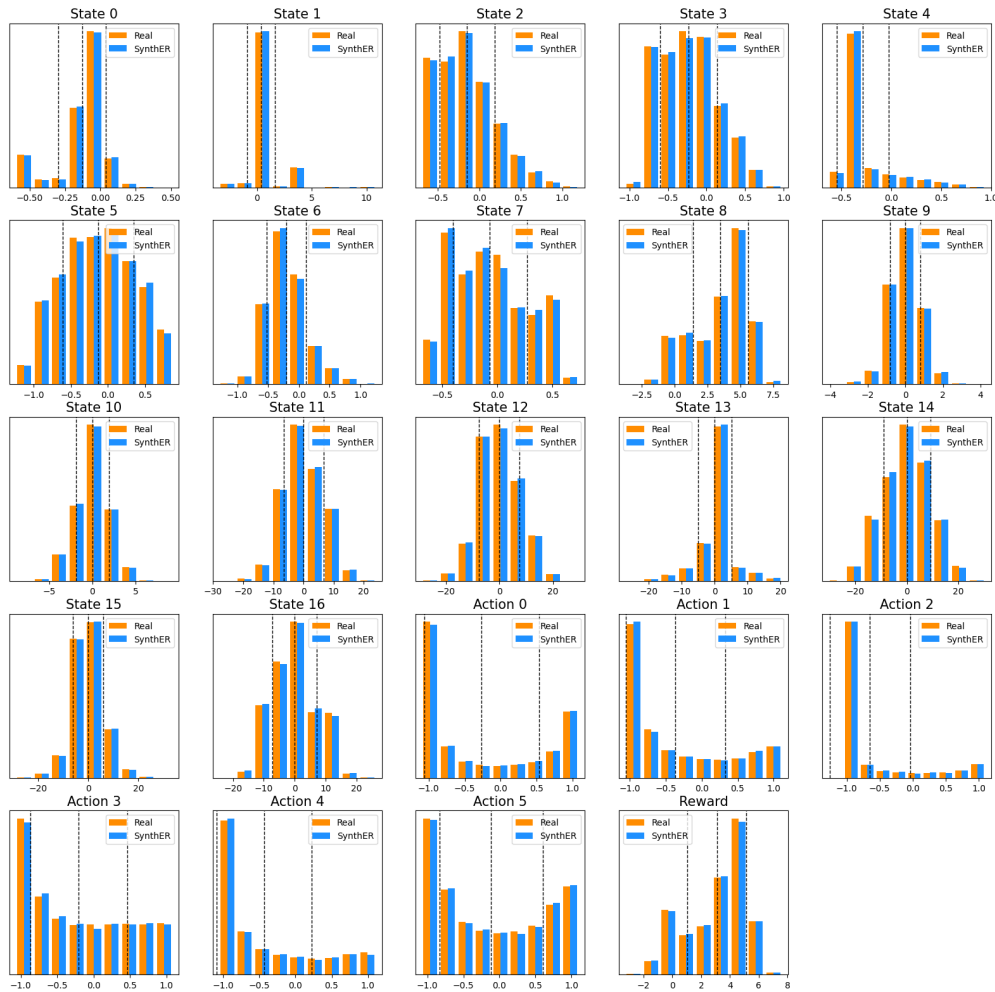 State 0 State 1 State 2 State 3 State 4
Real Real Real Real Real
SynthER SynthER SynthER SynthER SynthER
−0.50 −0.25 0.00 0.25 0.50 0 5 10 −0.5 0.0 0.5 1.0 −1.0 −0.5 0.0 0.5 1.0 −0.5 0.0 0.5 1.0
State 5 State 6 State 7 State 8 State 9
Real Real Real Real Real
SynthER SynthER SynthER SynthER SynthER
−1.0 −0.5 0.0 0.5 −1.0 −0.5 0.0 0.5 1.0 −0.5 0.0 0.5 −2.5 0.0 2.5 5.0 7.5 −4 −2 0 2 4
State 10 State 11 State 12 State 13 State 14
Real Real Real Real Real
SynthER SynthER SynthER SynthER SynthER
−5 0 5 −30 −20 −10 0 10 20 −20 0 20 −20 −10 0 10 20 −20 0 20
State 15 State 16 Action 0 Action 1 Action 2
Real Real Real Real Real
SynthER SynthER SynthER SynthER SynthER
−20 0 20 −20 −10 0 10 20 −1.0 −0.5 0.0 0.5 1.0 −1.0 −0.5 0.0 0.5 1.0 −1.0 −0.5 0.0 0.5 1.0
Action 3 Action 4 Action 5 Reward
Real Real Real Real
SynthER SynthER SynthER SynthER
−1.0 −0.5 0.0 0.5 1.0 −1.0 −0.5 0.0 0.5 1.0 −1.0 −0.5 0.0 0.5 1.0 −2 0 2 4 6 8